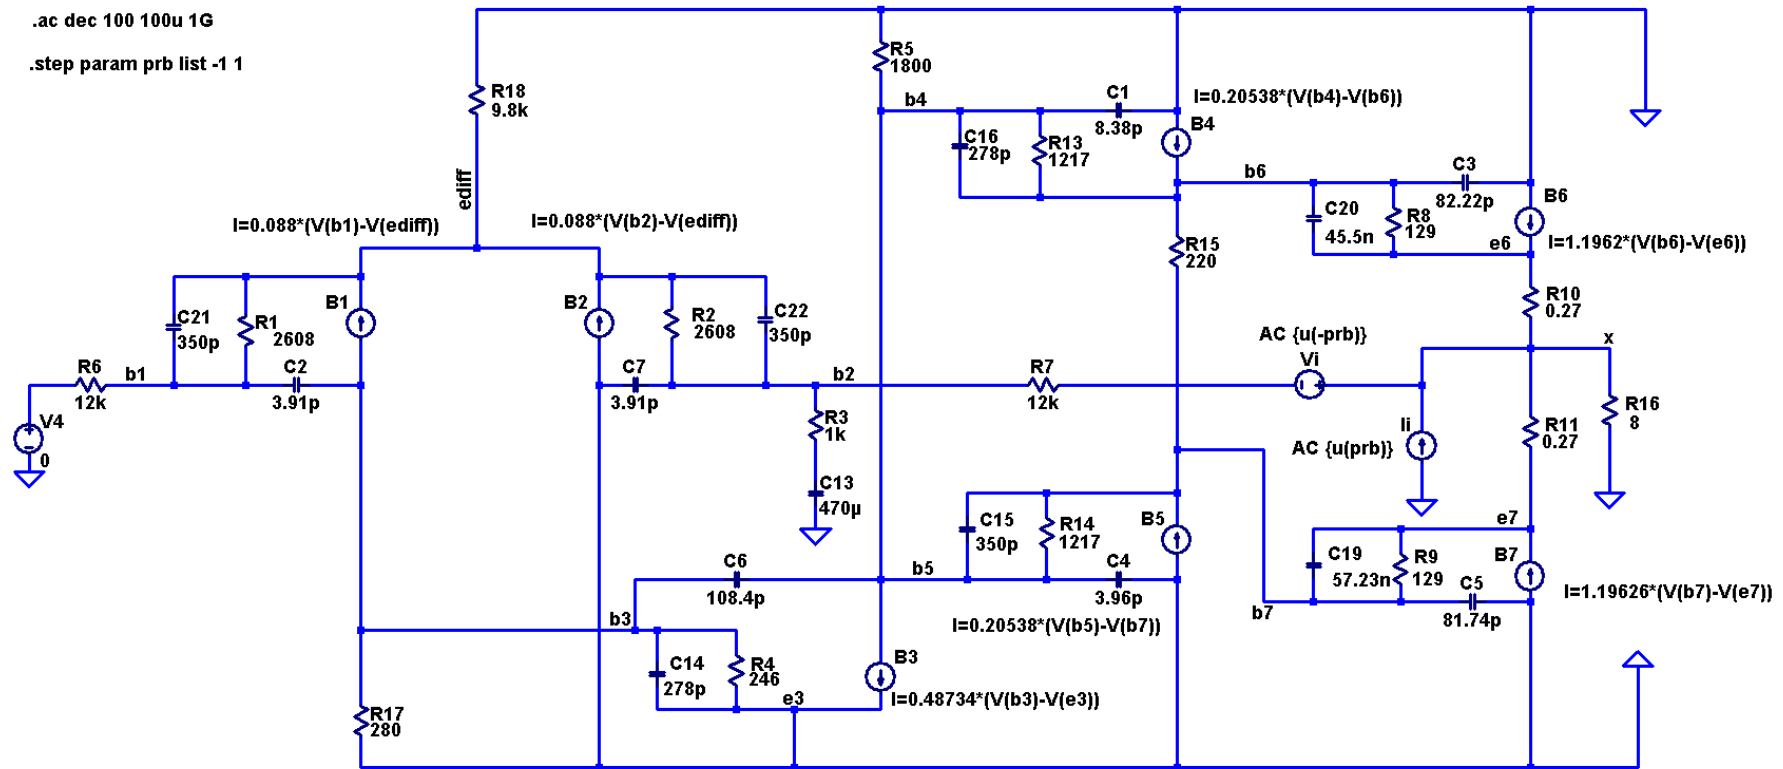 .ac dec 100 100u 1G
.step param prb list -1 1
R18
9.8k
ediff
I=0.088*(V(b1)-V(ediff))
I=0.088*(V(b2)-V(ediff))
R5
1800
b4
C16
278p
R13
1217
C1
8.38p
I=0.20538*(V(b4)-V(b6))
B4
b6
C20
45.5n
R8
129
C3
82.22p
B6
e6
I=1.1962*(V(b6)-V(e6))
R15
220
R10
0.27
C21
350p
R1
2608
B1
B2
R2
2608
C22
350p
R6
12k
b1
C2
3.91p
C7
3.91p
b2
R7
12k
AC {u(-prb)}
Vi
x
R16
8
V4
0
R3
1k
C13
470µ
Ii
AC {u(prb)}
R11
0.27
C15
350p
R14
1217
B5
C6
108.4p
b5
C4
3.96p
e7
C19
57.23n
R9
129
C5
81.74p
B7
I=1.19626*(V(b7)-V(e7))
b7
b3
I=0.20538*(V(b5)-V(b7))
C14
278p
R4
246
e3
B3
I=0.48734*(V(b3)-V(e3))
R17
280